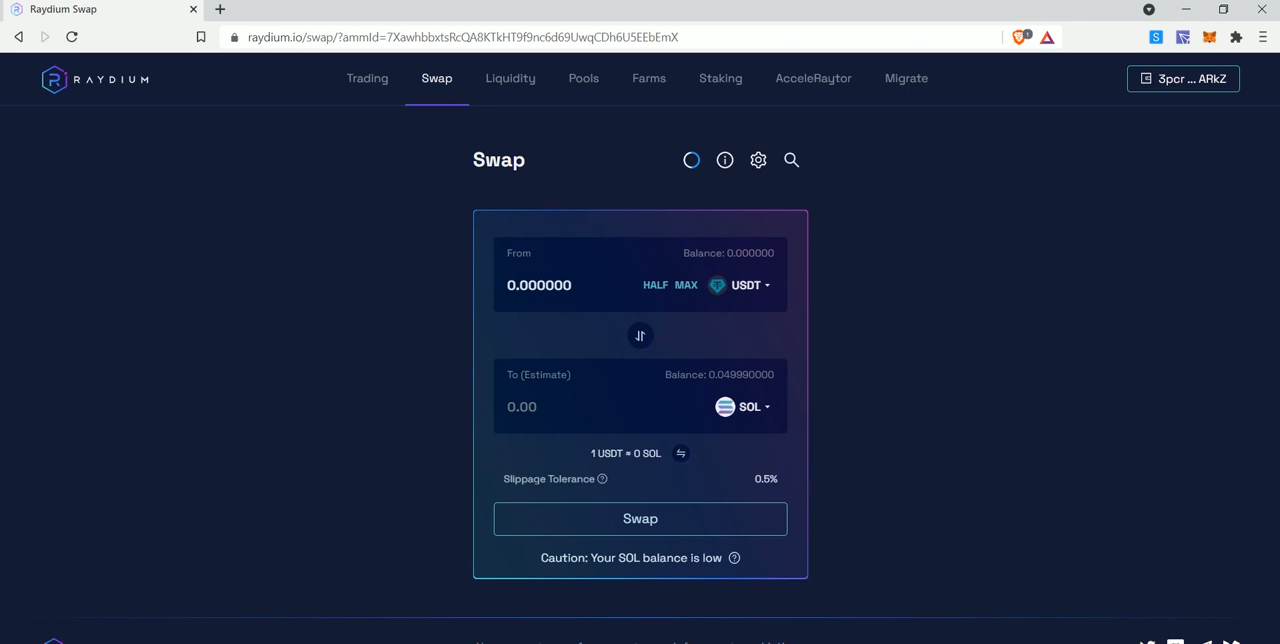 Raydium Swap
raydium.io/swap/?ammId=7XawhbbxtsRcQA8KTkHT9f9nc6d69UwqCDh6U5EEbEmX
1
S
RAYDIUM
Trading
Swap
Liquidity
Pools
Farms
Staking
AcceleRaytor
Migrate
3pcr ... ARkZ
Swap
From
Balance: 0.000000
0.000000
HALF MAX
USDT
To (Estimate)
Balance: 0.049990000
0.00
SOL
1 USDT ≈ 0 SOL
Slippage Tolerance
0.5%
Swap
Caution: Your SOL balance is low